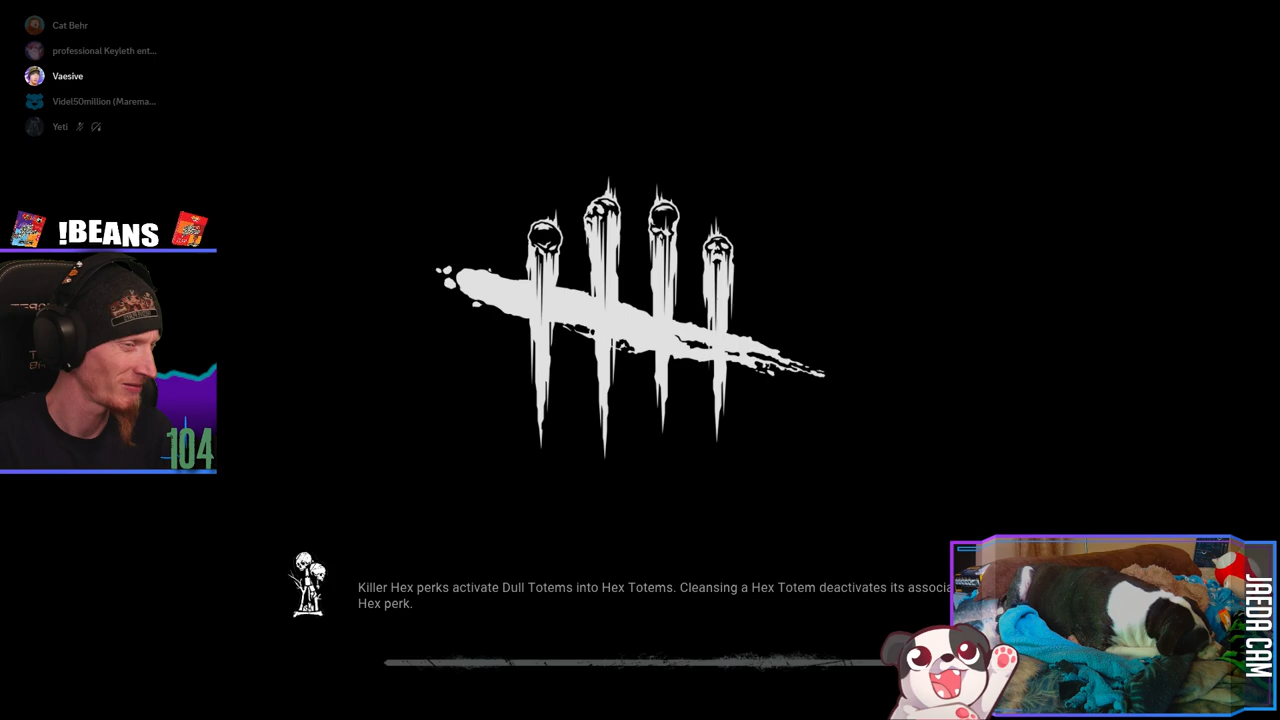 Cat Behr
professional Keyleth ent...
Vaesive
Videl50million (Marema...
Yeti
!BEANS
104
Killer Hex perks activate Dull Totems into Hex Totems. Cleansing a Hex Totem deactivates its associa
Hex perk.
JAEDA CAM